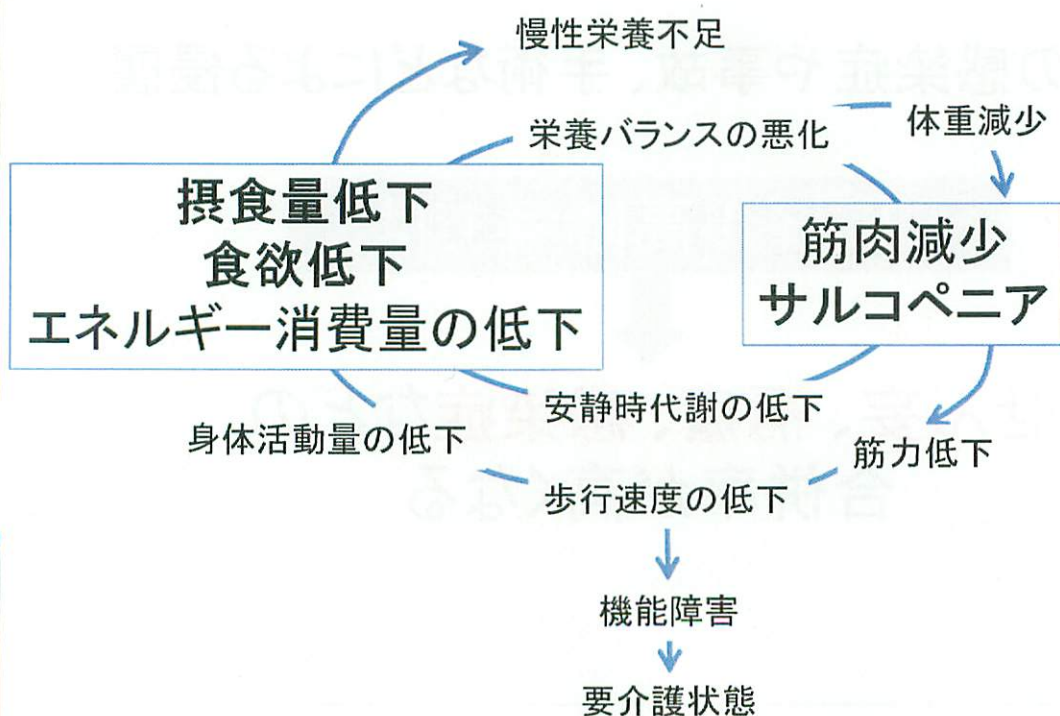 慢性栄養不足
栄養バランスの悪化
体重減少
摂食量低下
食欲低下
エネルギー消費量の低下
筋肉減少
サルコペニア
安静時代謝の低下
身体活動量の低下
筋力低下
歩行速度の低下
機能障害
要介護状態